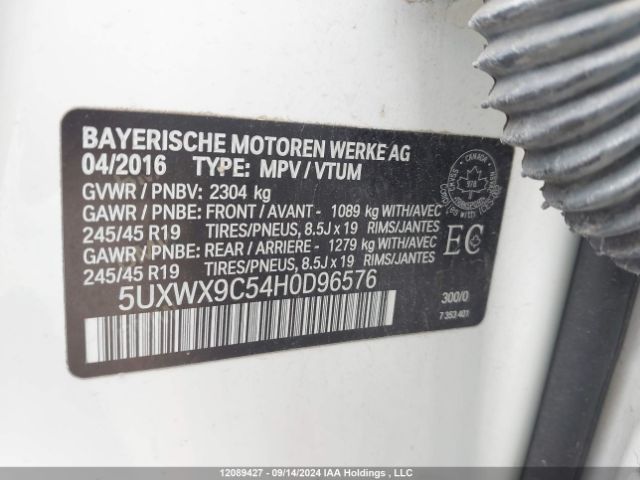 BAYERISCHE MOTOREN WERKE AG
04/2016 TYPE: MPV / VTUM
GVWR / PNBV: 2304 kg
GAWR / PNBE: FRONT / AVANT - 1089 kg WITH/AVEC
245/45 R19 TIRES/PNEUS, 8.5J x 19 RIMS/JANTES
GAWR / PNBE: REAR / ARRIERE - 1279 kg WITH/AVEC
245/45 R19 TIRES/PNEUS, 8.5J x 19 RIMS/JANTES
EC
5UXWX9C54H0D96576
300/0
7 353 401
CANADA
12089427 - 09/14/2024 IAA Holdings , LLC